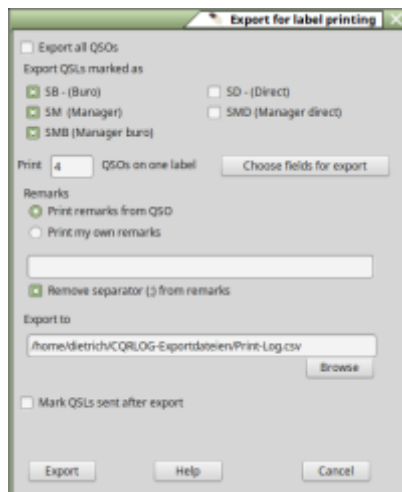 Export for label printing
Export all QSOs
Export QSLs marked as
SB - (Buro)
SD - (Direct)
SM (Manager)
SMD (Manager direct)
SMB (Manager buro)
Print 4 QSOs on one label
Choose fields for export
Remarks
Print remarks from QSO
Print my own remarks
Remove separator (;) from remarks
Export to
/home/dietrich/CQRLOG-Exportdateien/Print-Log.csv
Browse
Mark QSLs sent after export
Export
Help
Cancel